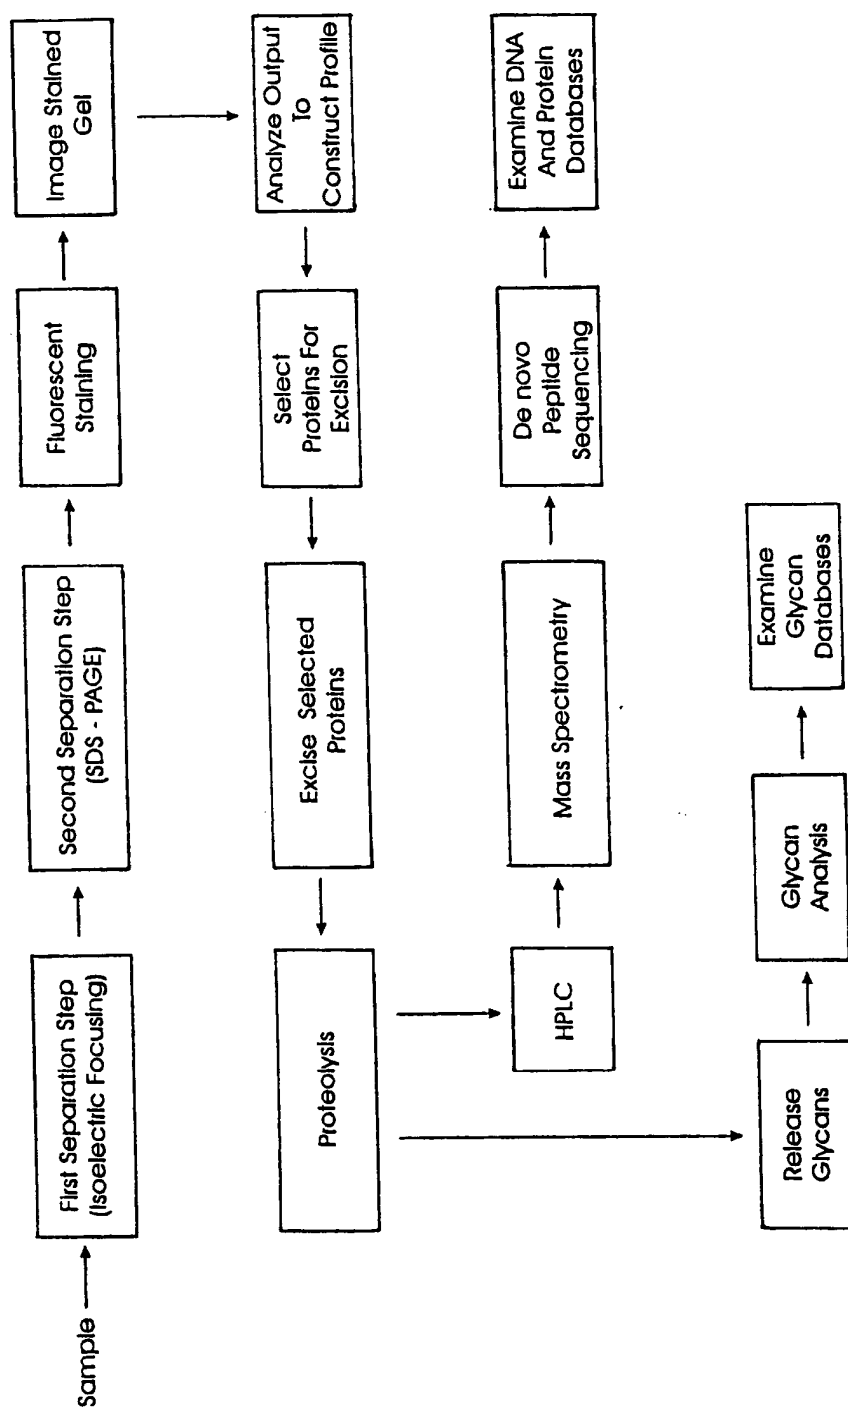 Sample
First Separation Step
(Isoelectric Focusing)
Second Separation Step
(SDS - PAGE)
Fluorescent
Staining
Image Stained
Gel
Analyze Output
To
Construct Profile
Select
Proteins For
Excision
Excise Selected
Proteins
Proteolysis
HPLC
Mass Spectrometry
De novo
Peptide
Sequencing
Examine DNA
And Protein
Databases
Release
Glycans
Glycan
Analysis
Examine
Glycan
Databases